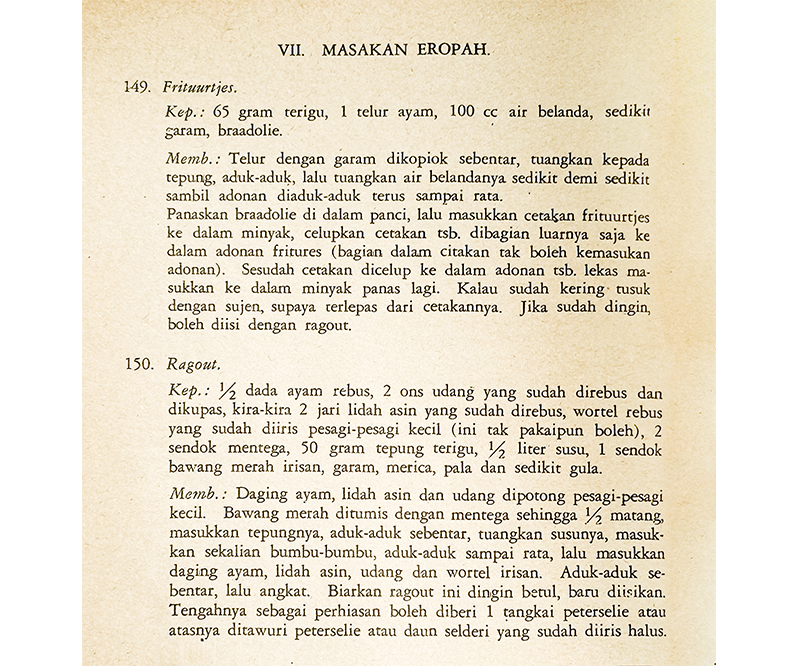 VII. MASAKAN EROPAH.
149. Frituurtjes.
Kep.: 65 gram terigu, 1 telur ayam, 100 cc air belanda, sedikit
garam, braadolie.
Memb.: Telur dengan garam dikopiok sebentar, tuangkan kepada
tepung, aduk-aduk, lalu tuangkan air belandanya sedikit demi sedikit
sambil adonan diaduk-aduk terus sampai rata.
Panaskan braadolie di dalam panci, lalu masukkan cetakan frituurtjes
ke dalam minyak, celupkan cetakan tsb. dibagian luarnya saja ke
dalam adonan fritures (bagian dalam citakan tak boleh kemasukan
adonan). Sesudah cetakan dicelup ke dalam adonan tsb. lekas ma-
sukkan ke dalam minyak panas lagi. Kalau sudah kering tusuk
dengan sujen, supaya terlepas dari cetakannya. Jika sudah dingin,
boleh diisi dengan ragout.
150. Ragout.
Kep.: ½ dada ayam rebus, 2 ons udang yang sudah direbus dan
dikupas, kira-kira 2 jari lidah asin yang sudah direbus, wortel rebus
yang sudah diiris pesagi-pesagi kecil (ini tak pakaipun boleh), 2
sendok mentega, 50 gram tepung terigu, ½ liter susu, 1 sendok
bawang merah irisan, garam, merica, pala dan sedikit gula.
Memb.: Daging ayam, lidah asin dan udang dipotong pesagi-pesagi
kecil. Bawang merah ditumis dengan mentega sehingga ½ matang,
masukkan tepungnya, aduk-aduk sebentar, tuangkan susunya, masuk-
kan sekalian bumbu-bumbu, aduk-aduk sampai rata, lalu masukkan
daging ayam, lidah asin, udang dan wortel irisan. Aduk-aduk se-
bentar, lalu angkat. Biarkan ragout ini dingin betul, baru diisikan.
Tengahnya sebagai perhiasan boleh diberi 1 tangkai peterselie atau
atasnya ditawuri peterselie atau daun selderi yang sudah diiris halus.